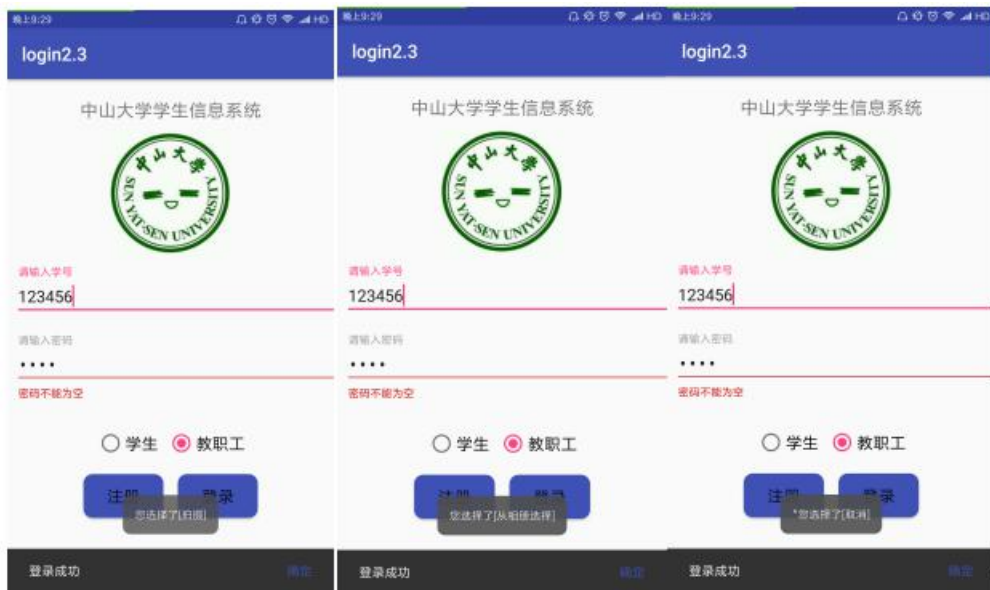 晚上9:29
HD
login2.3
中山大学学生信息系统
中山大学
SUN YAT-SEN UNIVERSITY
请输入学号
123456
请输入密码
密码不能为空
学生 教职工
注册 登录
您选择了[拍摄]
登录成功 确定
晚上9:29
HD
login2.3
中山大学学生信息系统
中山大学
SUN YAT-SEN UNIVERSITY
请输入学号
123456
请输入密码
密码不能为空
学生 教职工
您选择了[从相册选择]
登录成功 确定
晚上9:29
HD
login2.3
中山大学学生信息系统
中山大学
SUN YAT-SEN UNIVERSITY
请输入学号
123456
请输入密码
密码不能为空
学生 教职工
注册 登录
*您选择了[取消]
登录成功 确定